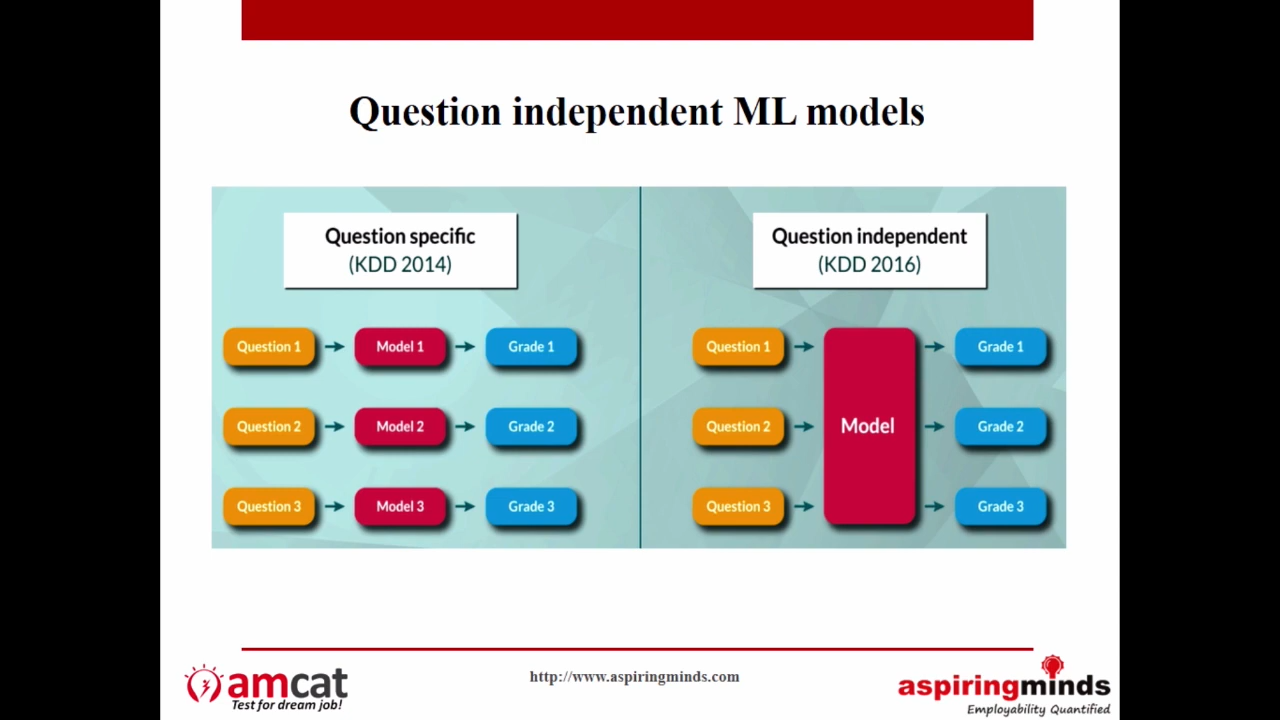 Question independent ML models
Question specific
(KDD 2014)
Question 1
Model 1
Grade 1
Question 2
Model 2
Grade 2
Question 3
Model 3
Grade 3
Question independent
(KDD 2016)
Question 1
Question 2
Question 3
Model
Grade 1
Grade 2
Grade 3
amcat
Test for dream job!
http://www.aspiringminds.com
aspiringminds
Employability Quantified